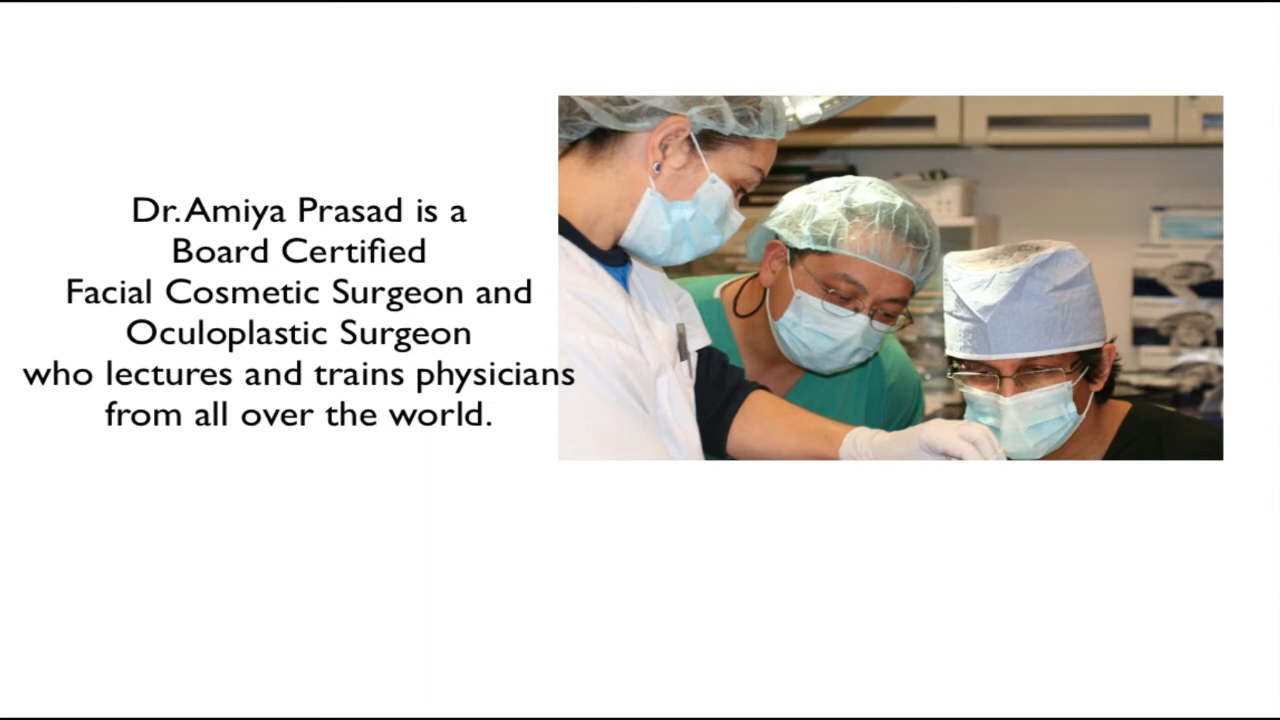 Dr. Amiya Prasad is a
Board Certified
Facial Cosmetic Surgeon and
Oculoplastic Surgeon
who lectures and trains physicians
from all over the world.